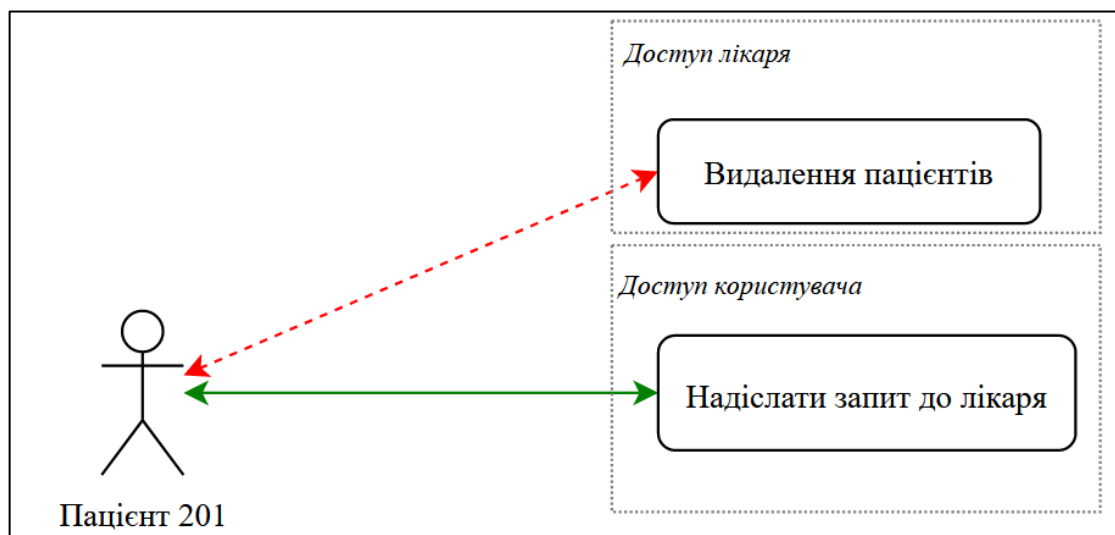 Доступ лікаря
Видалення пацієнтів
Доступ користувача
Надіслати запит до лікаря
Пацієнт 201